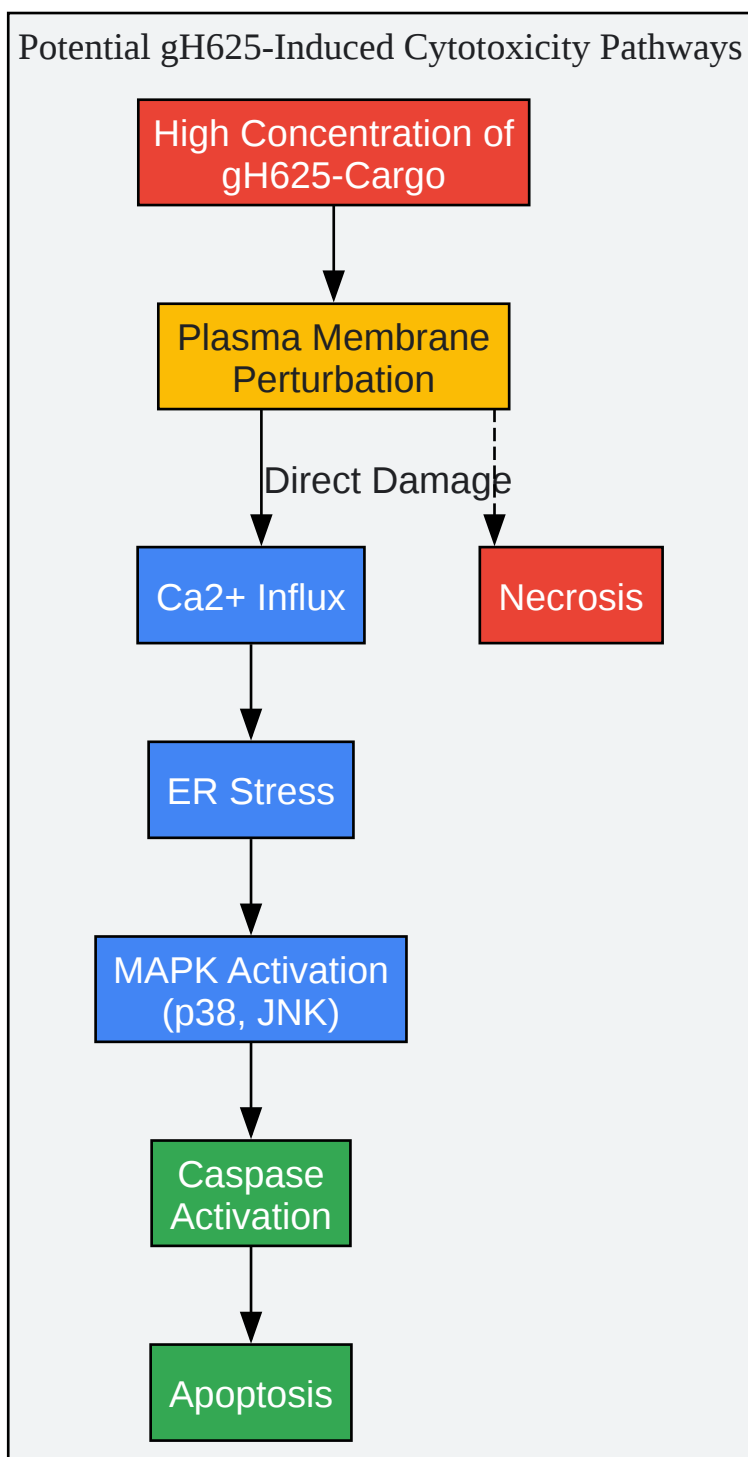 Potential gH625-Induced Cytotoxicity Pathways
High Concentration of
gH625-Cargo
Plasma Membrane
Perturbation
Direct Damage
Ca2+ Influx
Necrosis
ER Stress
MAPK Activation
(p38, JNK)
Caspase
Activation
Apoptosis